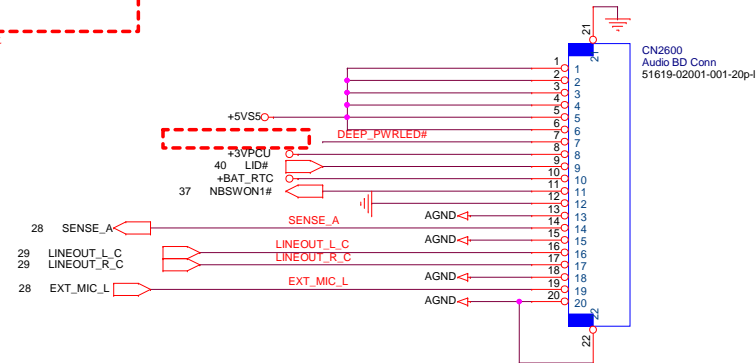 21
21
CN2600
Audio BD Conn
51619-02001-001-20p-l
1 1
2 2
3 3
4 4
+5VS5 5 5
6 6
DEEP_PWRLED# 7 7
+3VPCU 8 8
40 LID# 9 9
+BAT_RTC 10 10
37 NBSWON1# 11 11
12 12
AGND 13 13
28 SENSE_A SENSE_A 14 14
AGND 15 15
29 LINEOUT_L_C LINEOUT_L_C 16 16
29 LINEOUT_R_C LINEOUT_R_C 17 17
AGND 18 18
28 EXT_MIC_L EXT_MIC_L 19 19
AGND 20 20
22
22